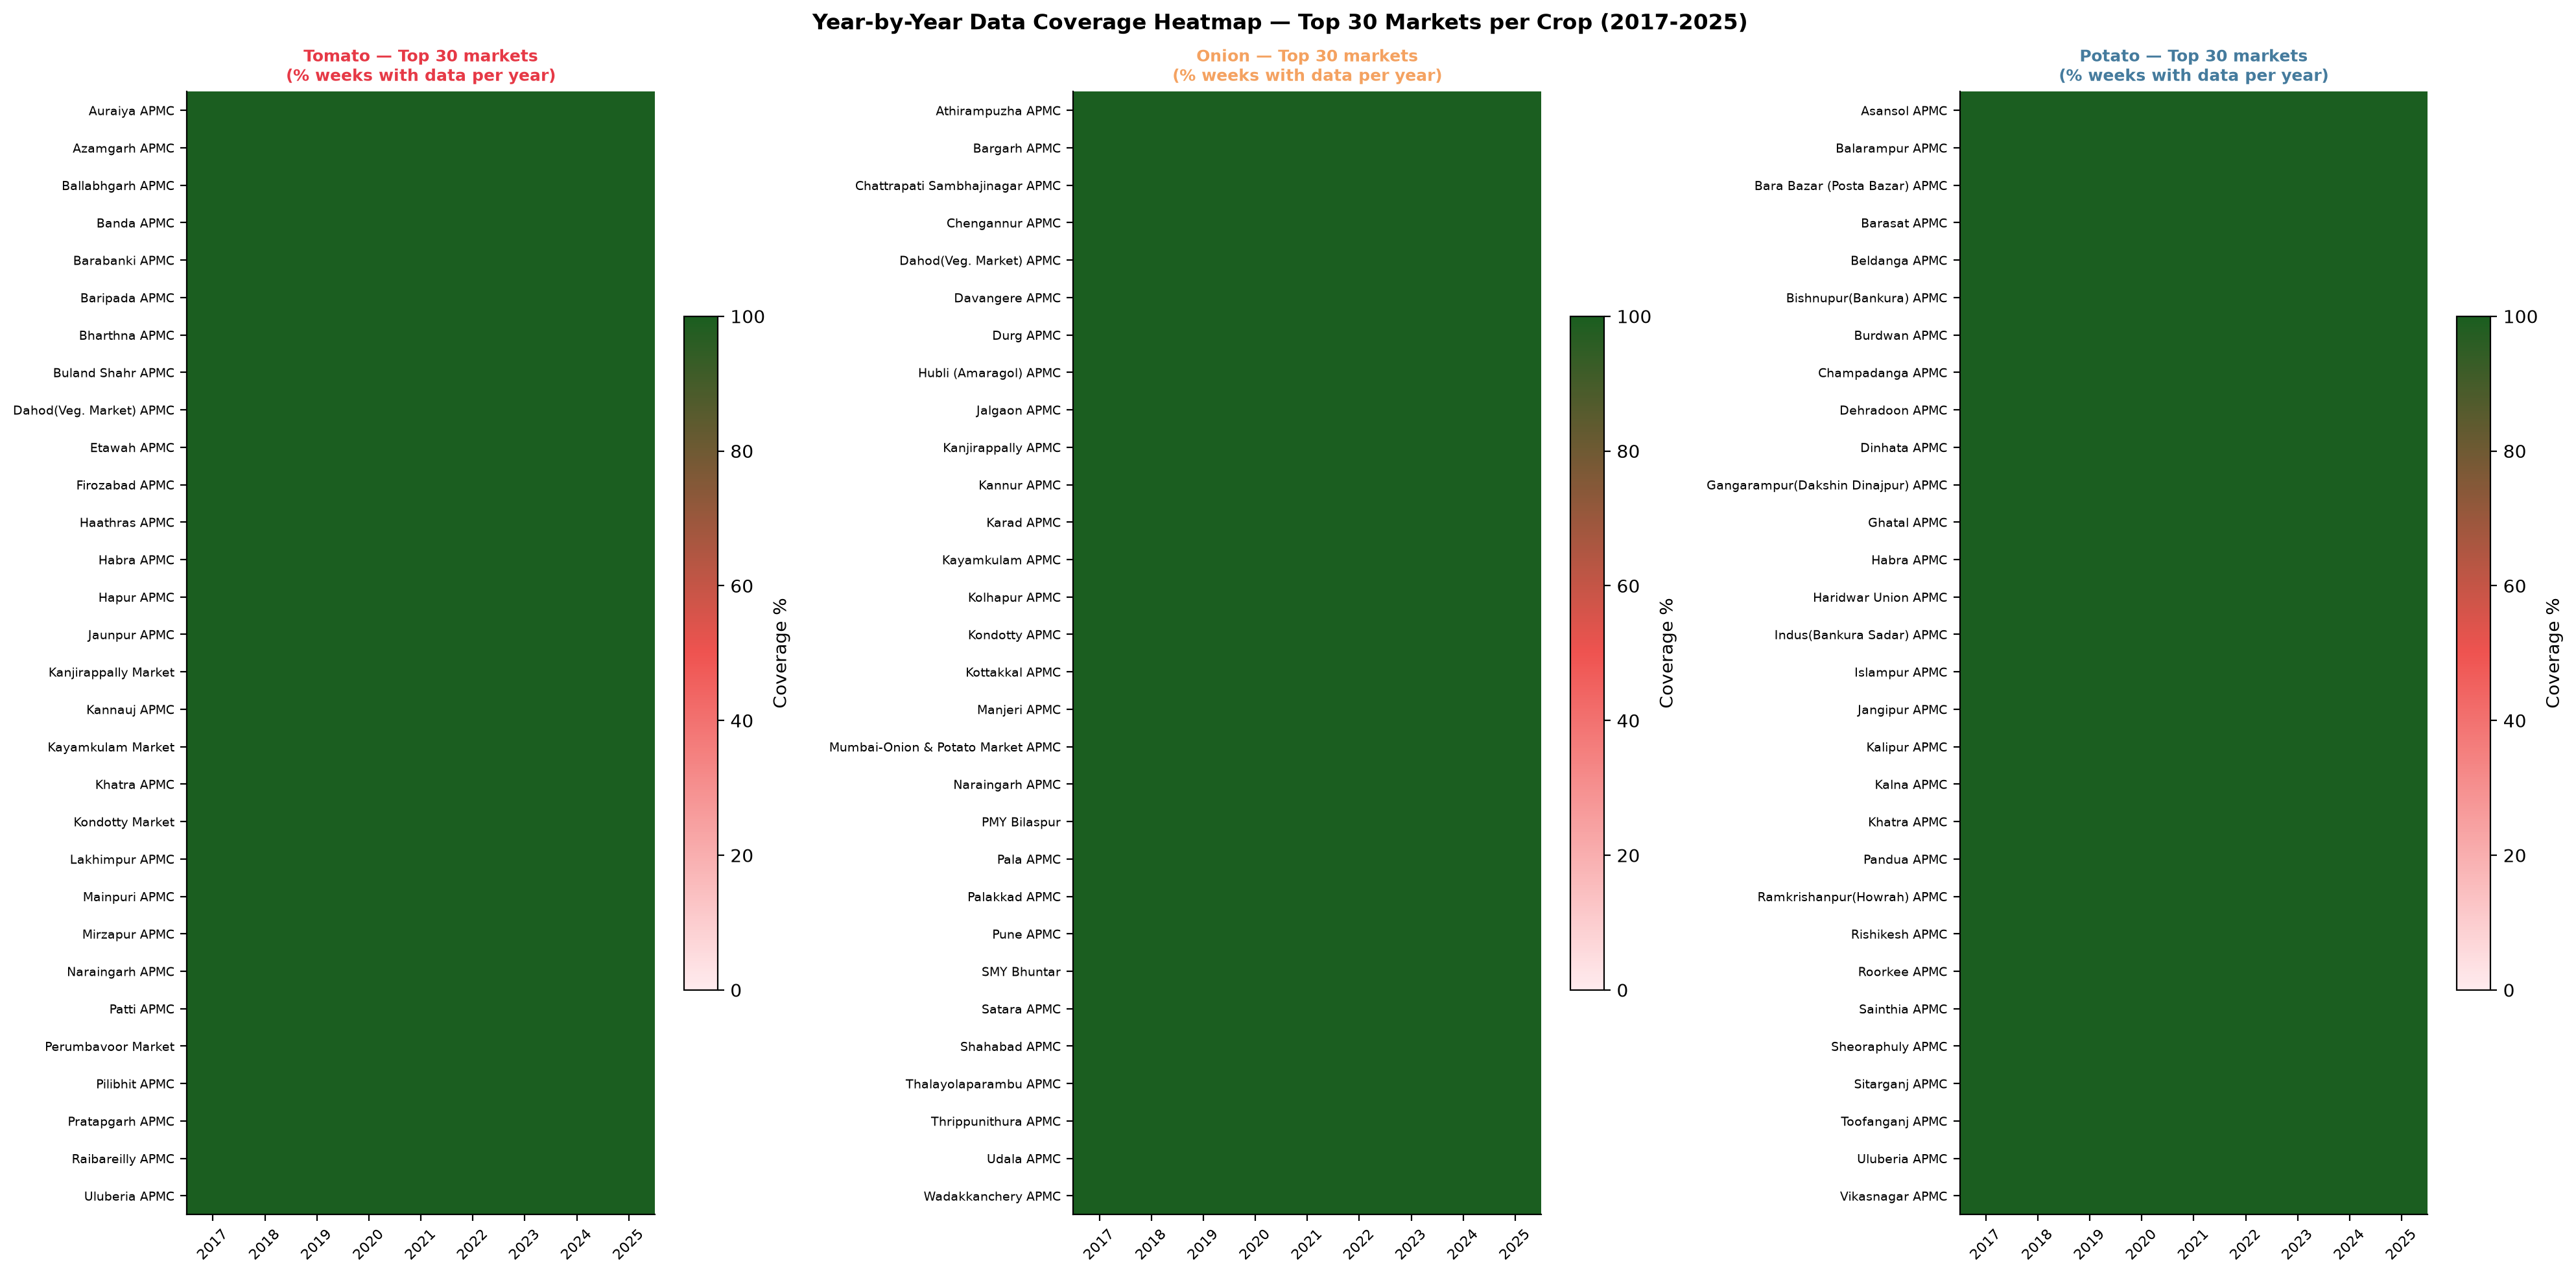 Year-by-Year Data Coverage Heatmap — Top 30 Markets per Crop (2017-2025)
Tomato — Top 30 markets
(% weeks with data per year)
Auraiya APMC
Azamgarh APMC
Ballabhgarh APMC
Banda APMC
Barabanki APMC
Baripada APMC
Bharthna APMC
Buland Shahr APMC
Dahod(Veg. Market) APMC
Etawah APMC
Firozabad APMC
Haathras APMC
Habra APMC
Hapur APMC
Jaunpur APMC
Kanjirappally Market
Kannauj APMC
Kayamkulam Market
Khatra APMC
Kondotty Market
Lakhimpur APMC
Mainpuri APMC
Mirzapur APMC
Naraingarh APMC
Patti APMC
Perumbavoor Market
Pilibhit APMC
Pratapgarh APMC
Raibareilly APMC
Uluberia APMC
2017 2018 2019 2020 2021 2022 2023 2024 2025
100
80
60
40
20
0
Coverage %
Onion — Top 30 markets
(% weeks with data per year)
Athirampuzha APMC
Bargarh APMC
Chattrapati Sambhajinagar APMC
Chengannur APMC
Dahod(Veg. Market) APMC
Davangere APMC
Durg APMC
Hubli (Amaragol) APMC
Jalgaon APMC
Kanjirappally APMC
Kannur APMC
Karad APMC
Kayamkulam APMC
Kolhapur APMC
Kondotty APMC
Kottakkal APMC
Manjeri APMC
Mumbai-Onion & Potato Market APMC
Naraingarh APMC
PMY Bilaspur
Pala APMC
Palakkad APMC
Pune APMC
SMY Bhuntar
Satara APMC
Shahabad APMC
Thalayolaparambu APMC
Thrippunithura APMC
Udala APMC
Wadakkanchery APMC
2017 2018 2019 2020 2021 2022 2023 2024 2025
100
80
60
40
20
0
Coverage %
Potato — Top 30 markets
(% weeks with data per year)
Asansol APMC
Balarampur APMC
Bara Bazar (Posta Bazar) APMC
Barasat APMC
Beldanga APMC
Bishnupur(Bankura) APMC
Burdwan APMC
Champadanga APMC
Dehradoon APMC
Dinhata APMC
Gangarampur(Dakshin Dinajpur) APMC
Ghatal APMC
Habra APMC
Haridwar Union APMC
Indus(Bankura Sadar) APMC
Islampur APMC
Jangipur APMC
Kalipur APMC
Kalna APMC
Khatra APMC
Pandua APMC
Ramkrishanpur(Howrah) APMC
Rishikesh APMC
Roorkee APMC
Sainthia APMC
Sheoraphuly APMC
Sitarganj APMC
Toofanganj APMC
Uluberia APMC
Vikasnagar APMC
2017 2018 2019 2020 2021 2022 2023 2024 2025
100
80
60
40
20
0
Coverage %